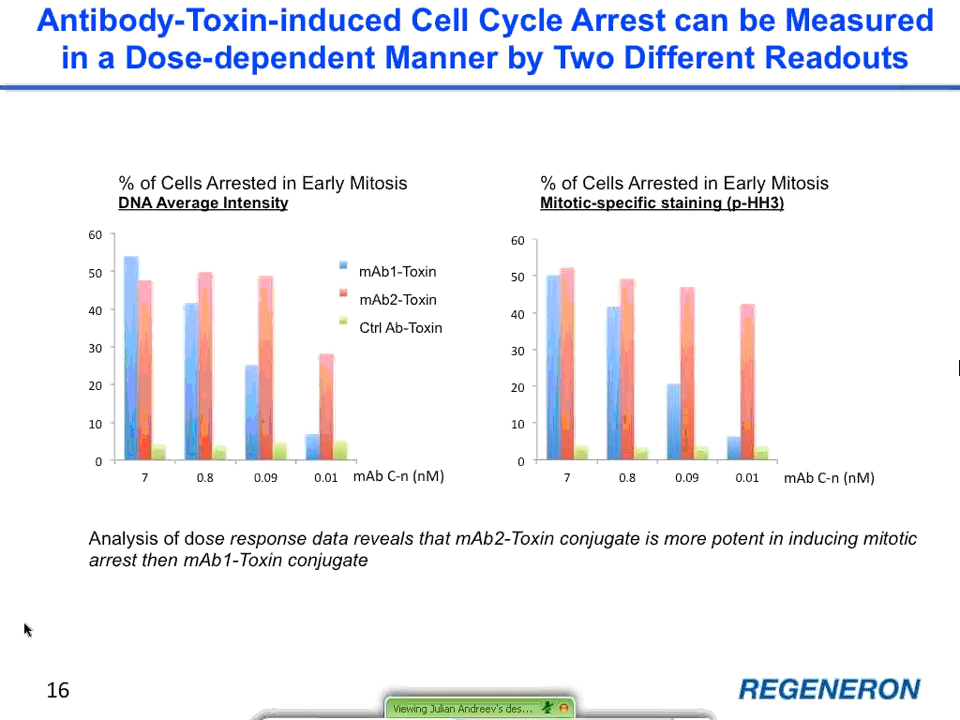 Antibody-Toxin-induced Cell Cycle Arrest can be Measured
in a Dose-dependent Manner by Two Different Readouts
% of Cells Arrested in Early Mitosis
DNA Average Intensity
60
50
40
30
20
10
0
7 0.8 0.09 0.01 mAb C-n (nM)
mAb1-Toxin
mAb2-Toxin
Ctrl Ab-Toxin
% of Cells Arrested in Early Mitosis
Mitotic-specific staining (p-HH3)
60
50
40
30
20
10
0
7 0.8 0.09 0.01 mAb C-n (nM)
Analysis of dose response data reveals that mAb2-Toxin conjugate is more potent in inducing mitotic
arrest then mAb1-Toxin conjugate
16
REGENERON
Viewing Julian Andreev's des...